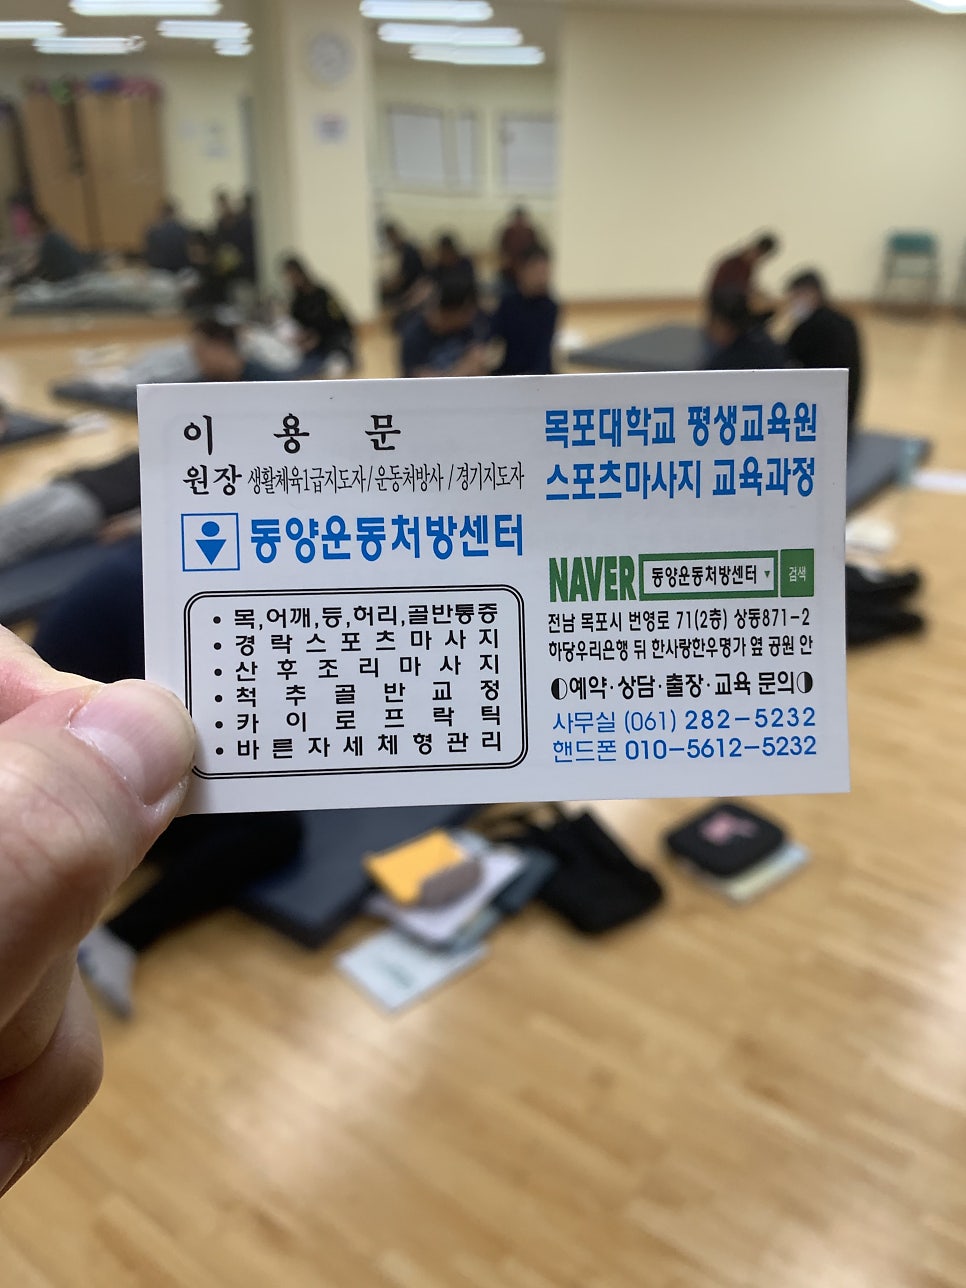 이 용 문
원장 생활체육1급지도자/운동처방사/경기지도자
동양운동처방센터
• 목,어깨,등,허리,골반통증
• 경락스포츠마사지
• 산후조리마사지
• 척추골반교정
• 카이로프락틱
• 바른자세체형관리
목포대학교 평생교육원
스포츠마사지 교육과정
NAVER 동양운동처방센터 ▾ 검색
전남 목포시 번영로 71(2층) 상동871-2
하당우리은행 뒤 한사랑한우명가 옆 공원 안
예약·상담·출장·교육 문의
사무실 (061) 282-5232
핸드폰 010-5612-5232